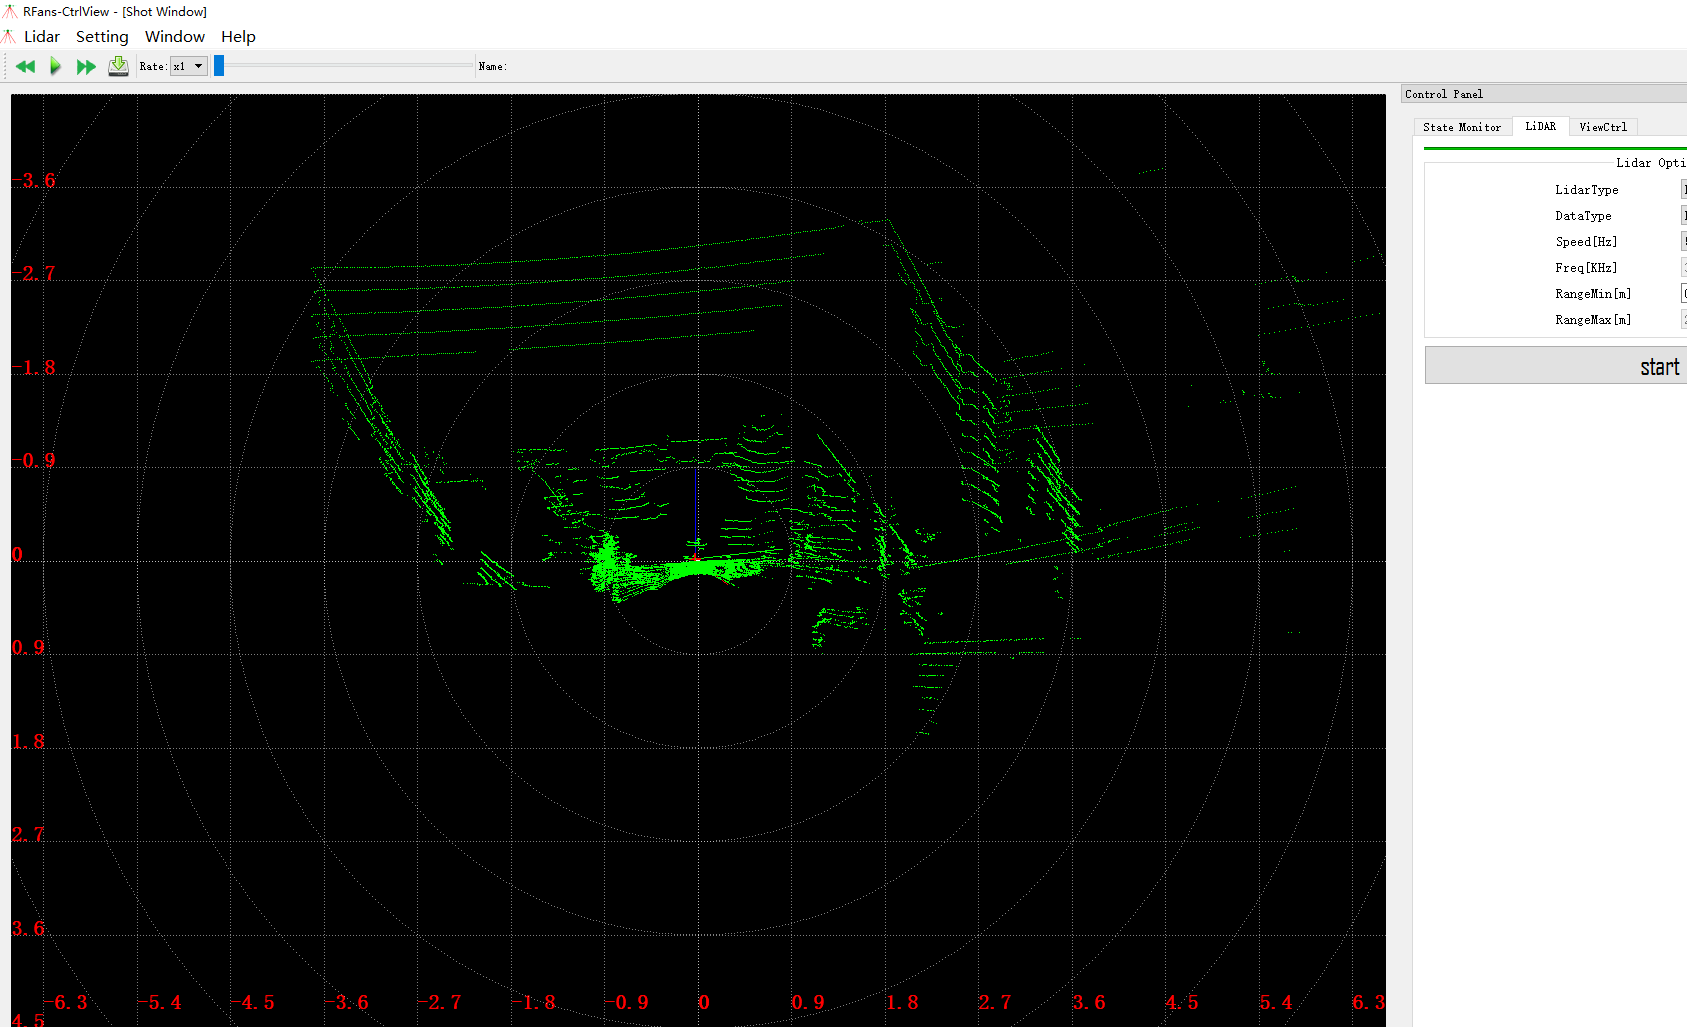 RFans-CtrlView - [Shot Window]
Lidar Setting Window Help
Rate: x1 Name:
Control Panel
State Monitor LiDAR ViewCtrl
Lidar Opti
LidarType
DataType
Speed[Hz]
Freq[KHz]
RangeMin[m]
RangeMax[m]
start
-3.6
-2.7
-1.8
-0.9
0
0.9
1.8
2.7
3.6
4.5
-6.3 -5.4 -4.5 -3.6 -2.7 -1.8 -0.9 0 0.9 1.8 2.7 3.6 4.5 5.4 6.3